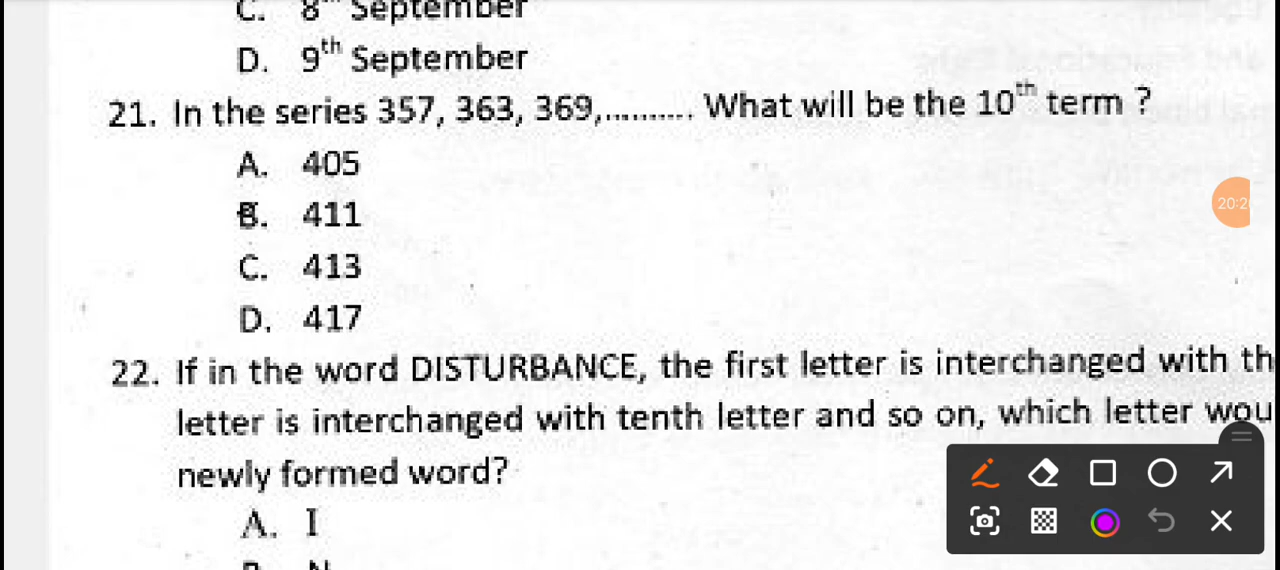 C. 8th September
D. 9th September
21. In the series 357, 363, 369,.......... What will be the 10th term ?
A. 405
B. 411
C. 413
D. 417
20:2
22. If in the word DISTURBANCE, the first letter is interchanged with th
letter is interchanged with tenth letter and so on, which letter wou
newly formed word?
A. I